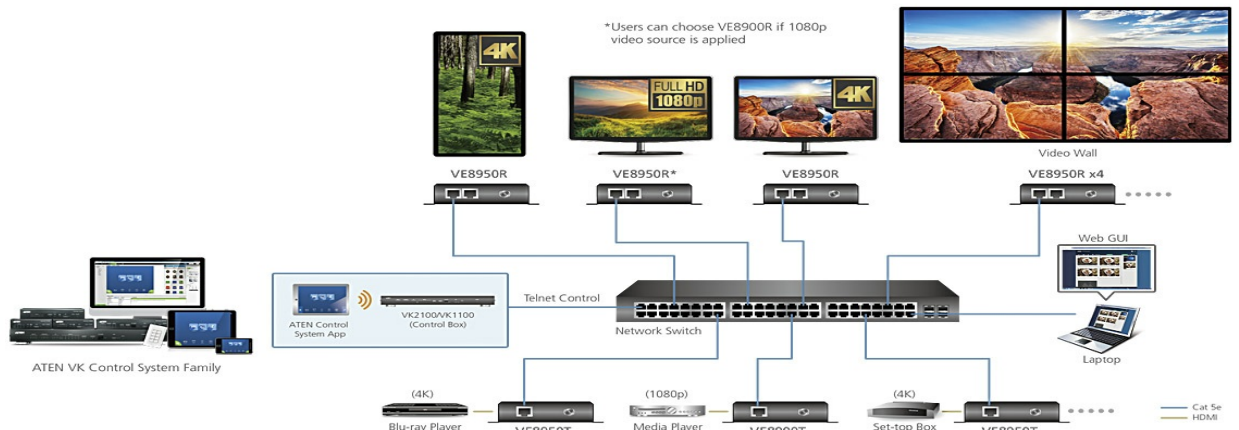 *Users can choose VE8900R if 1080p
video source is applied
4K
FULL HD
1080p
4K
Video Wall
VE8950R
VE8950R*
VE8950R
VE8950R x4
Web GUI
Telnet Control
ATEN Control
System App
VK2100/VK1100
(Control Box)
Network Switch
Laptop
ATEN VK Control System Family
(4K)
(1080p)
(4K)
Blu-ray Player
Media Player
Set-top Box
Cat 5e
HDMI